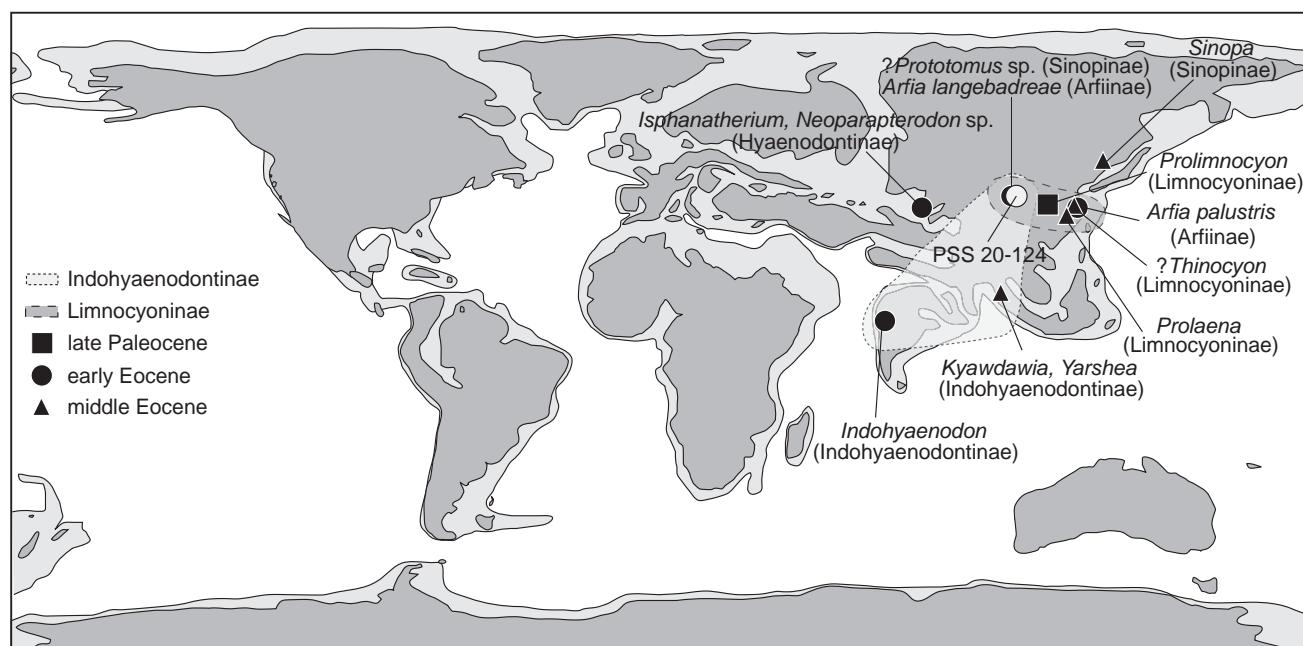 Sinopa
(Sinopinae)
?Prototomus sp. (Sinopinae)
Arfia langebadreae (Arfiinae)
Isphanatherium, Neoparapterodon sp.
(Hyaenodontinae)
Prolimnocyon
(Limnocyoninae)
Arfia palustris
(Arfiinae)
PSS 20-124
?Thinocyon
(Limnocyoninae)
Prolaena
(Limnocyoninae)
Kyawdawia, Yarshea
(Indohyaenodontinae)
Indohyaenodon
(Indohyaenodontinae)
Indohyaenodontinae
Limnocyoninae
late Paleocene
early Eocene
middle Eocene